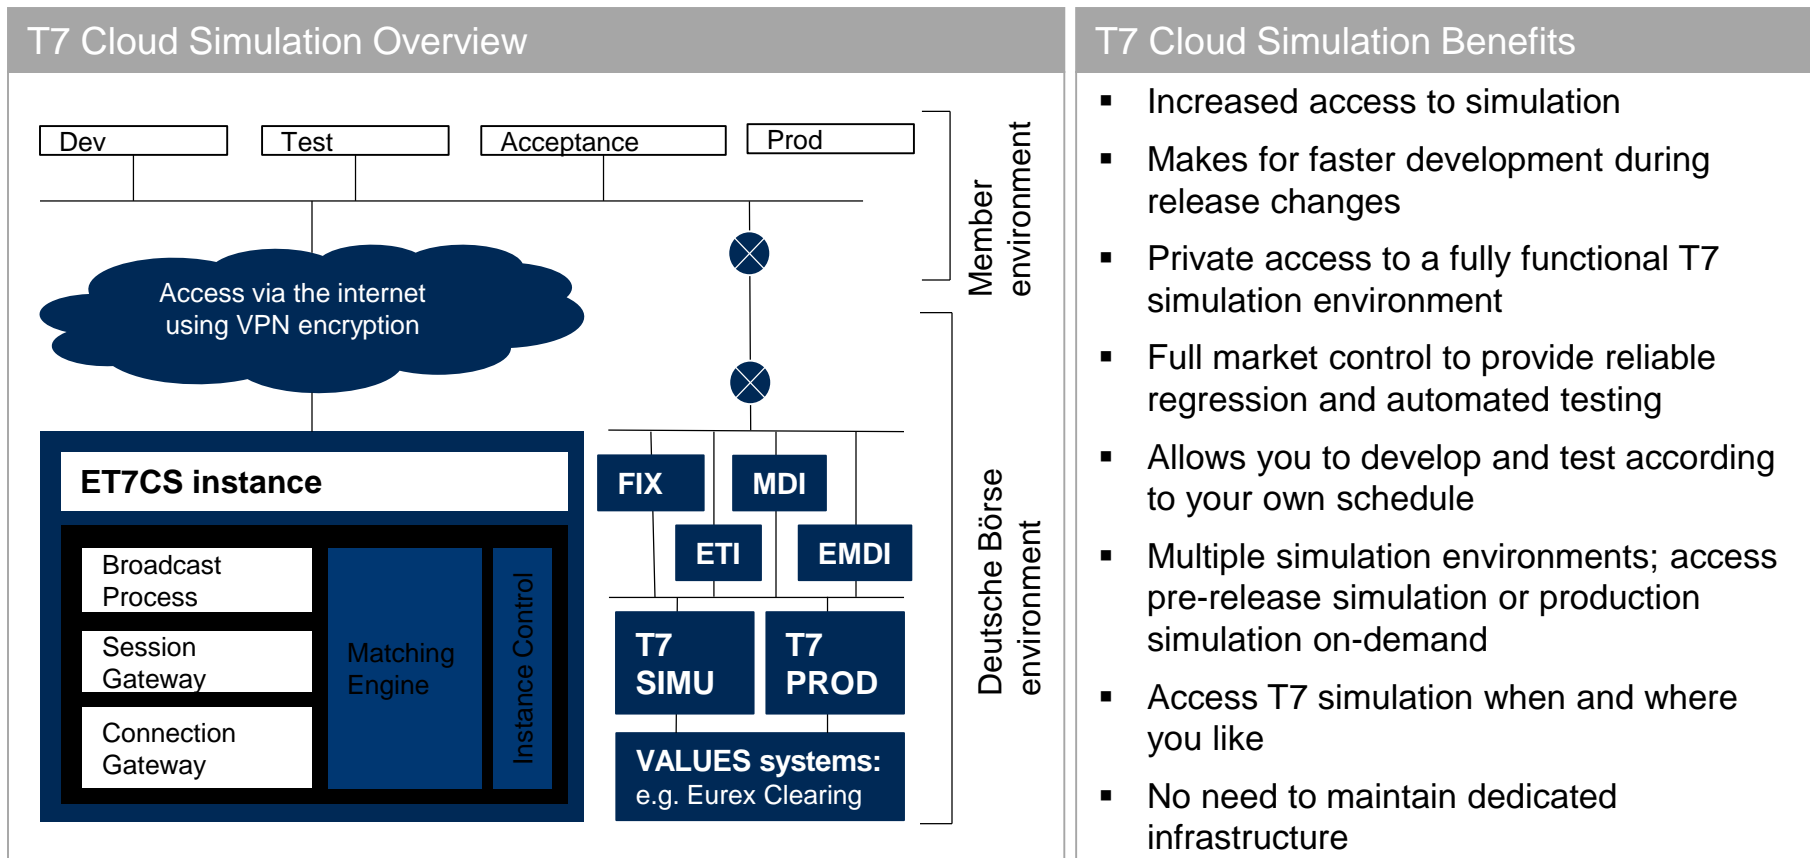 T7 Cloud Simulation Overview
Dev
Test
Acceptance
Prod
Member
environment
Access via the internet
using VPN encryption
ET7CS instance
Broadcast
Process
Session
Gateway
Connection
Gateway
Matching
Engine
Instance Control
FIX
MDI
ETI
EMDI
T7
SIMU
T7
PROD
VALUES systems:
e.g. Eurex Clearing
Deutsche Börse
environment
T7 Cloud Simulation Benefits
▪ Increased access to simulation
▪ Makes for faster development during
release changes
▪ Private access to a fully functional T7
simulation environment
▪ Full market control to provide reliable
regression and automated testing
▪ Allows you to develop and test according
to your own schedule
▪ Multiple simulation environments; access
pre-release simulation or production
simulation on-demand
▪ Access T7 simulation when and where
you like
▪ No need to maintain dedicated
infrastructure